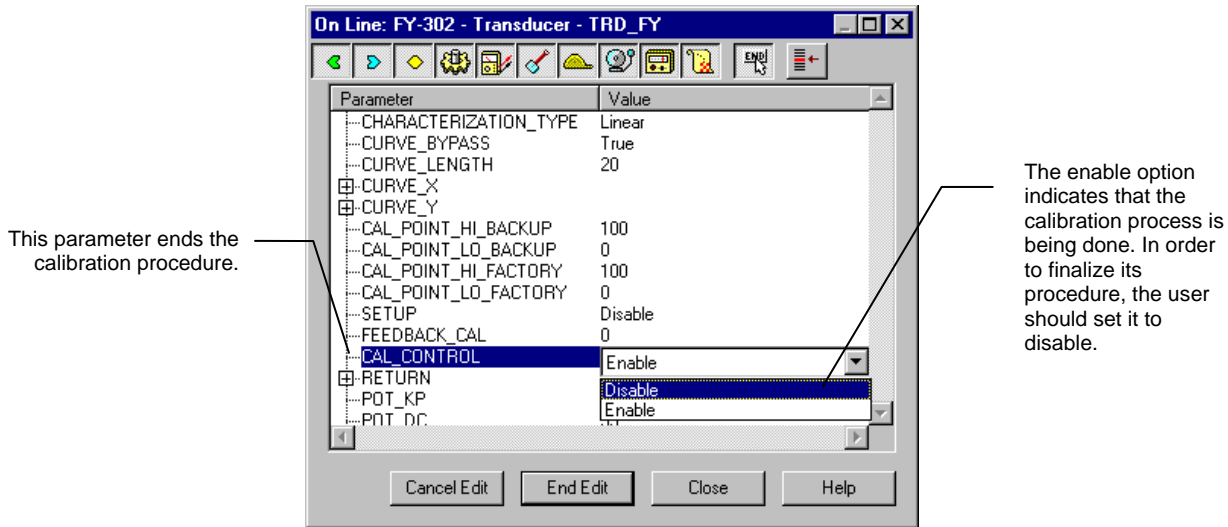 On Line: FY-302 - Transducer - TRD_FY
END
Parameter Value
CHARACTERIZATION_TYPE Linear
CURVE_BYPASS True
CURVE_LENGTH 20
CURVE_X
CURVE_Y
CAL_POINT_HI_BACKUP 100
CAL_POINT_LO_BACKUP 0
CAL_POINT_HI_FACTORY 100
CAL_POINT_LO_FACTORY 0
SETUP Disable
FEEDBACK_CAL 0
CAL_CONTROL Enable
RETURN Disable
POT_KP Enable
POT_DC
Cancel Edit End Edit Close Help
This parameter ends the
calibration procedure.
The enable option
indicates that the
calibration process is
being done. In order
to finalize its
procedure, the user
should set it to
disable.